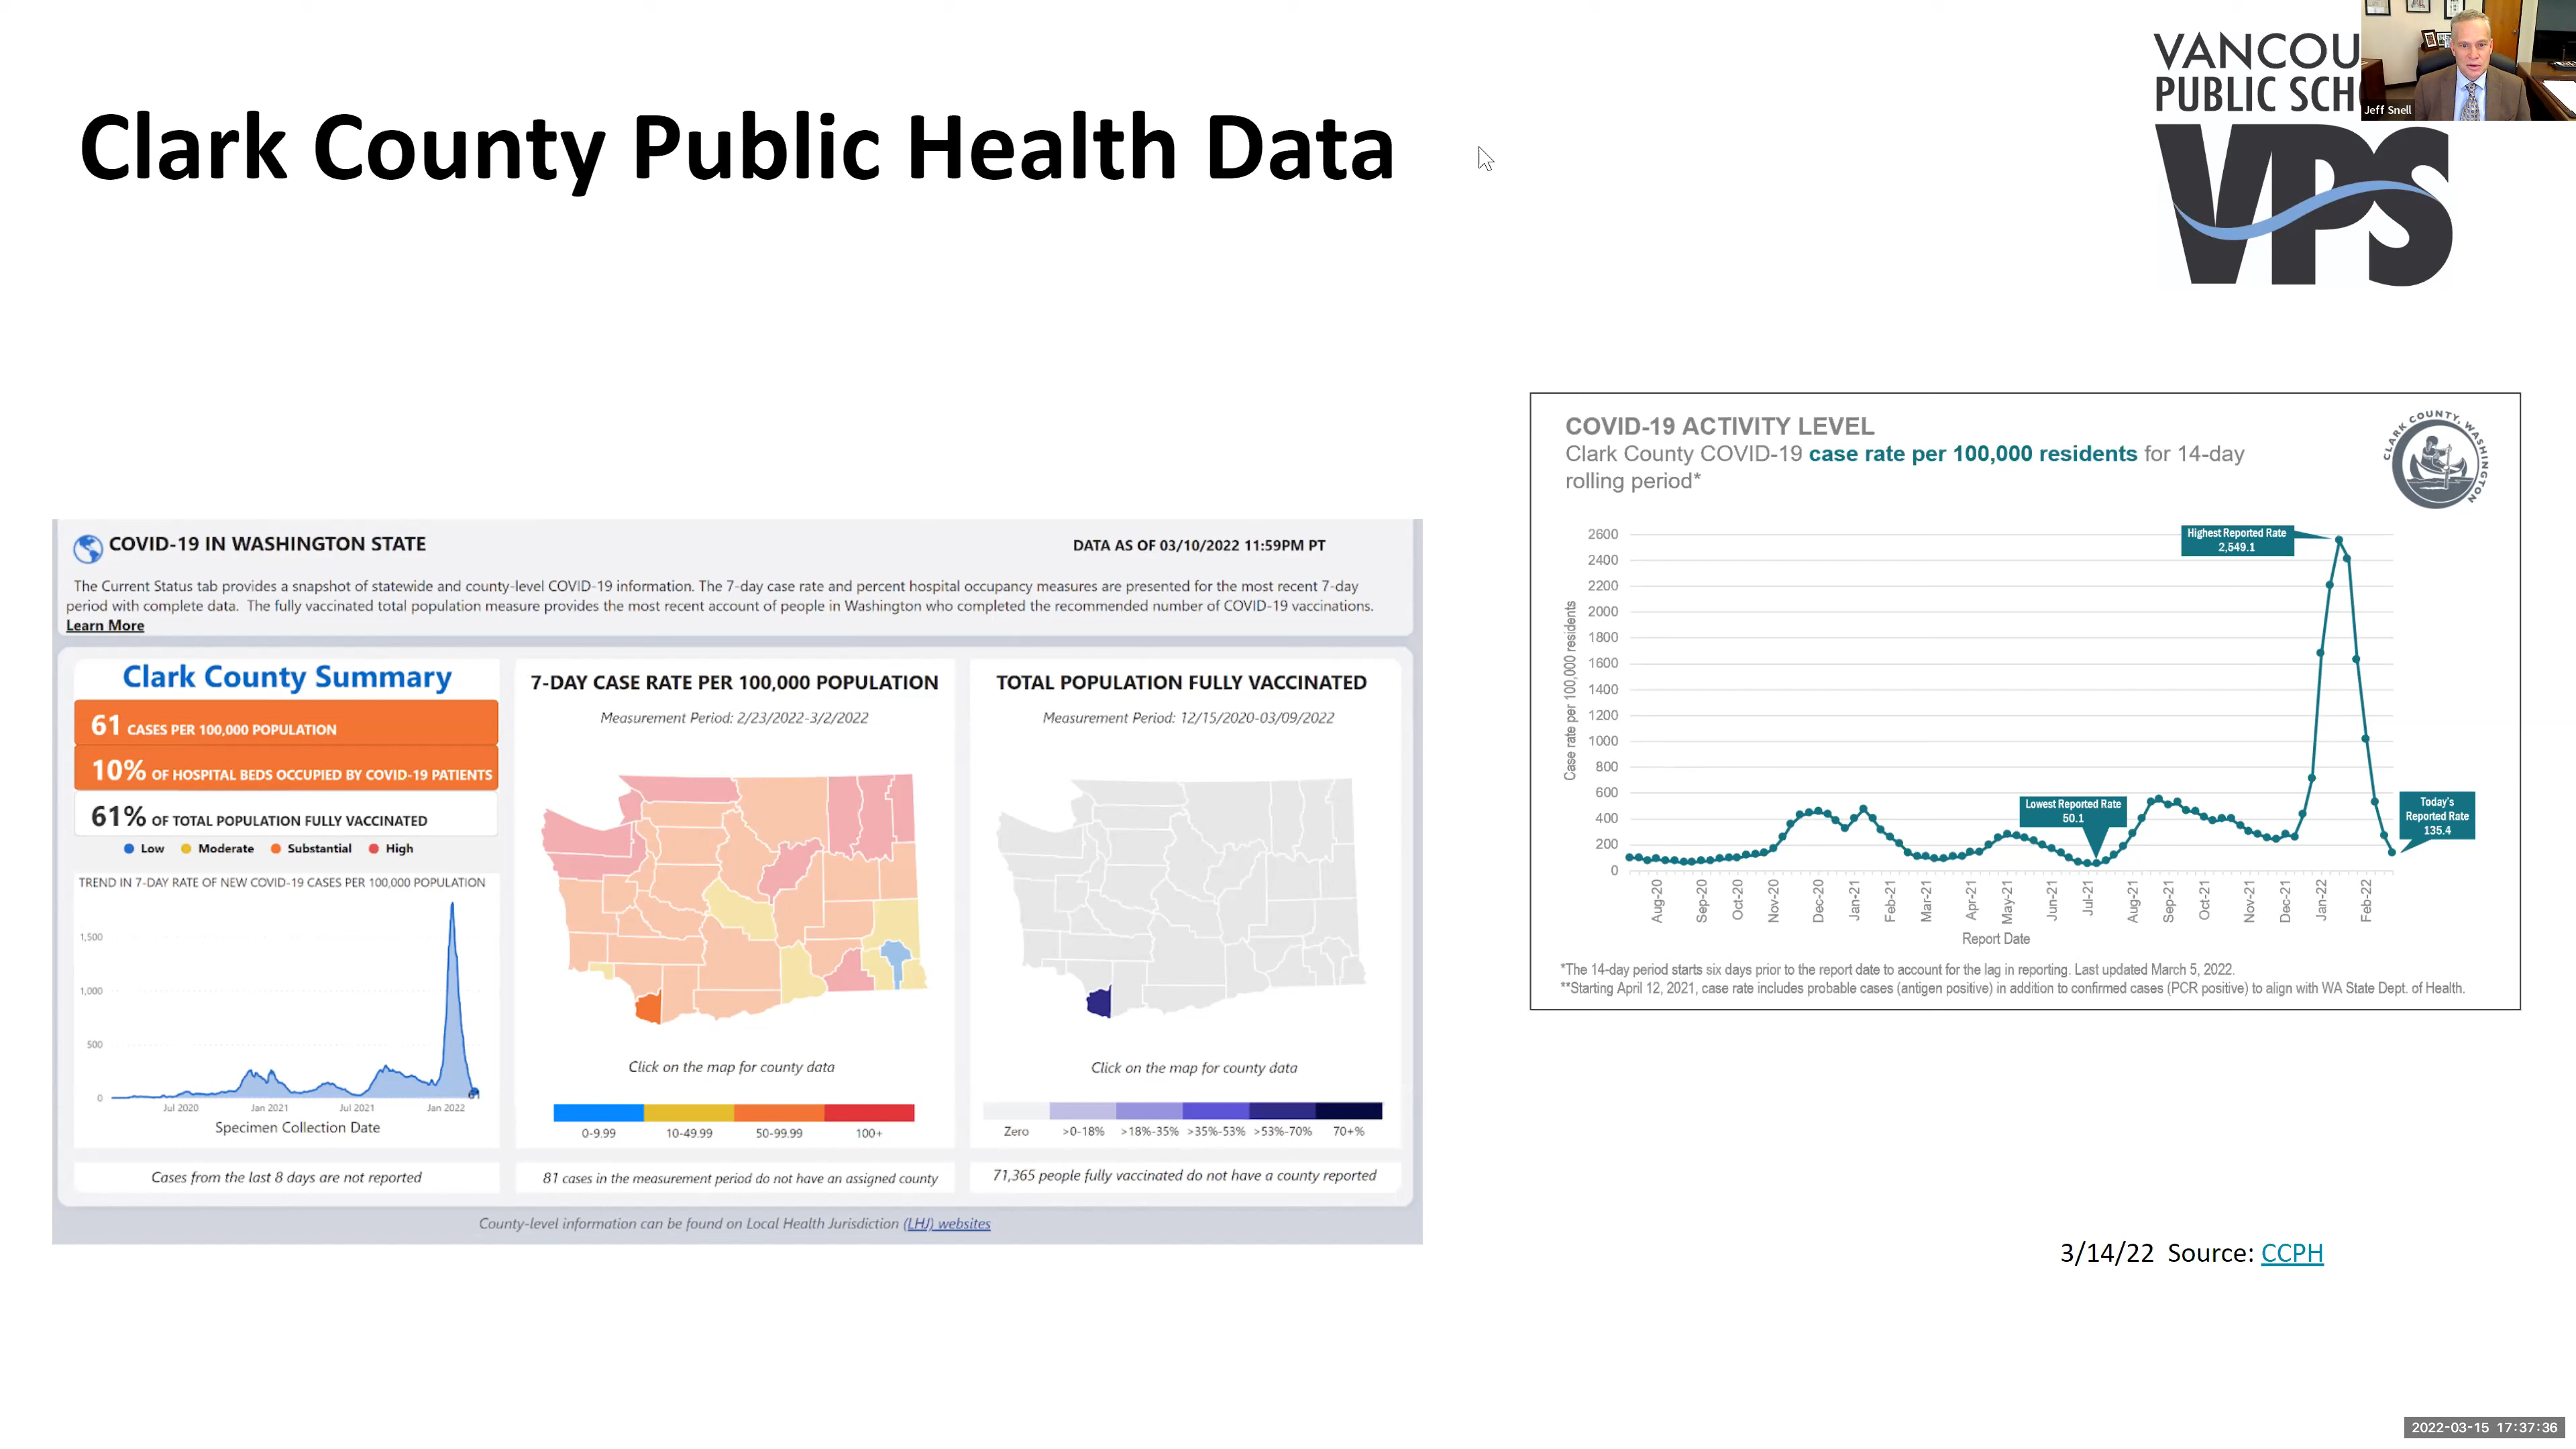 Clark County Public Health Data
VANCOU
PUBLIC SCH
VPS
Jeff Snell
COVID-19 IN WASHINGTON STATE
DATA AS OF 03/10/2022 11:59PM PT
The Current Status tab provides a snapshot of statewide and county-level COVID-19 information. The 7-day case rate and percent hospital occupancy measures are presented for the most recent 7-day
period with complete data. The fully vaccinated total population measure provides the most recent account of people in Washington who completed the recommended number of COVID-19 vaccinations.
Learn More
Clark County Summary
61 CASES PER 100,000 POPULATION
10% OF HOSPITAL BEDS OCCUPIED BY COVID-19 PATIENTS
61% OF TOTAL POPULATION FULLY VACCINATED
Low Moderate Substantial High
TREND IN 7-DAY RATE OF NEW COVID-19 CASES PER 100,000 POPULATION
1,500
1,000
500
0
61
Jul 2020 Jan 2021 Jul 2021 Jan 2022
Specimen Collection Date
Cases from the last 8 days are not reported
7-DAY CASE RATE PER 100,000 POPULATION
Measurement Period: 2/23/2022-3/2/2022
Click on the map for county data
0-9.99 10-49.99 50-99.99 100+
81 cases in the measurement period do not have an assigned county
TOTAL POPULATION FULLY VACCINATED
Measurement Period: 12/15/2020-03/09/2022
Click on the map for county data
Zero >0-18% >18%-35% >35%-53% >53%-70% 70+%
71,365 people fully vaccinated do not have a county reported
County-level information can be found on Local Health Jurisdiction (LHJ) websites
COVID-19 ACTIVITY LEVEL
Clark County COVID-19 case rate per 100,000 residents for 14-day
rolling period*
CLARK COUNTY, WASHINGTON
Case rate per 100,000 residents
2600
2400
2200
2000
1800
1600
1400
1200
1000
800
600
400
200
0
Highest Reported Rate
2,549.1
Lowest Reported Rate
50.1
Today's
Reported Rate
135.4
Aug-20 Sep-20 Oct-20 Nov-20 Dec-20 Jan-21 Feb-21 Mar-21 Apr-21 May-21 Jun-21 Jul-21 Aug-21 Sep-21 Oct-21 Nov-21 Dec-21 Jan-22 Feb-22
Report Date
*The 14-day period starts six days prior to the report date to account for the lag in reporting. Last updated March 5, 2022.
**Starting April 12, 2021, case rate includes probable cases (antigen positive) in addition to confirmed cases (PCR positive) to align with WA State Dept. of Health.
3/14/22 Source: CCPH
2022-03-15 17:37:36